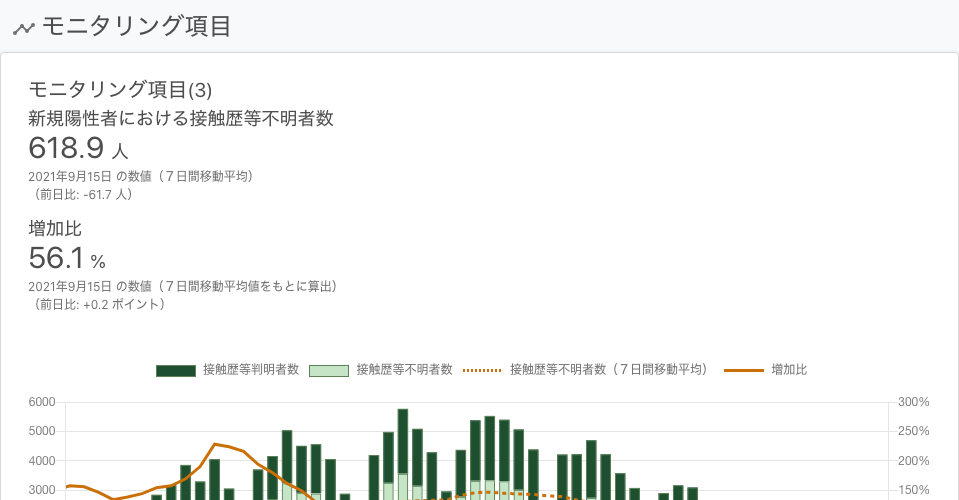 モニタリング項目
モニタリング項目(3)
新規陽性者における接触歴等不明者数
618.9 人
2021年9月15日 の数値（７日間移動平均）
（前日比: -61.7 人）
増加比
56.1 %
2021年9月15日 の数値（７日間移動平均値をもとに算出）
（前日比: +0.2 ポイント）
接触歴等判明者数 接触歴等不明者数 接触歴等不明者数（７日間移動平均） 増加比
6000 300%
5000 250%
4000 200%
3000 150%